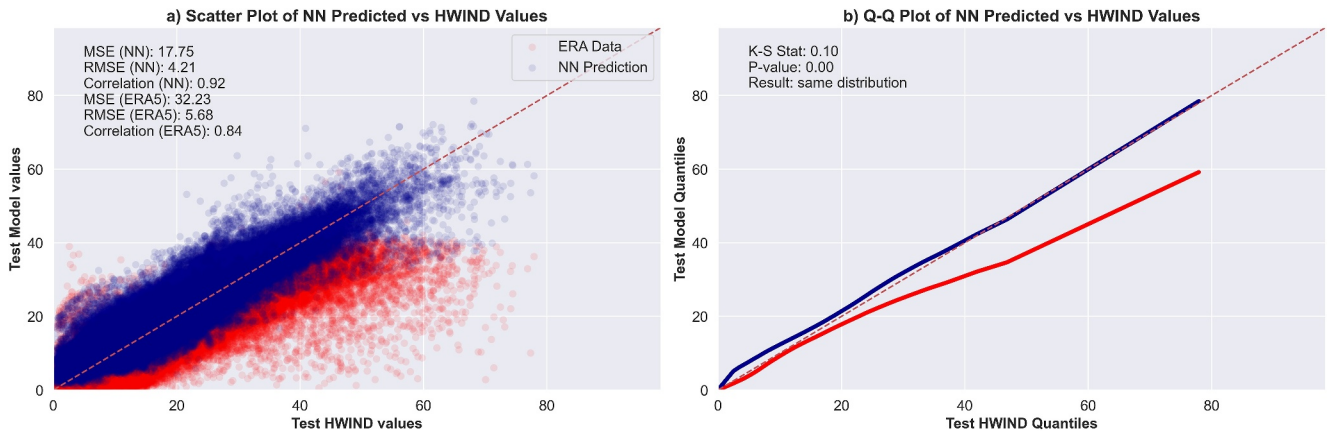 a) Scatter Plot of NN Predicted vs HWIND Values
MSE (NN): 17.75
RMSE (NN): 4.21
Correlation (NN): 0.92
MSE (ERA5): 32.23
RMSE (ERA5): 5.68
Correlation (ERA5): 0.84
ERA Data
NN Prediction
Test Model values
80
60
40
20
0
0 20 40 60 80
Test HWIND values
b) Q-Q Plot of NN Predicted vs HWIND Values
K-S Stat: 0.10
P-value: 0.00
Result: same distribution
Test Model Quantiles
80
60
40
20
0
0 20 40 60 80
Test HWIND Quantiles